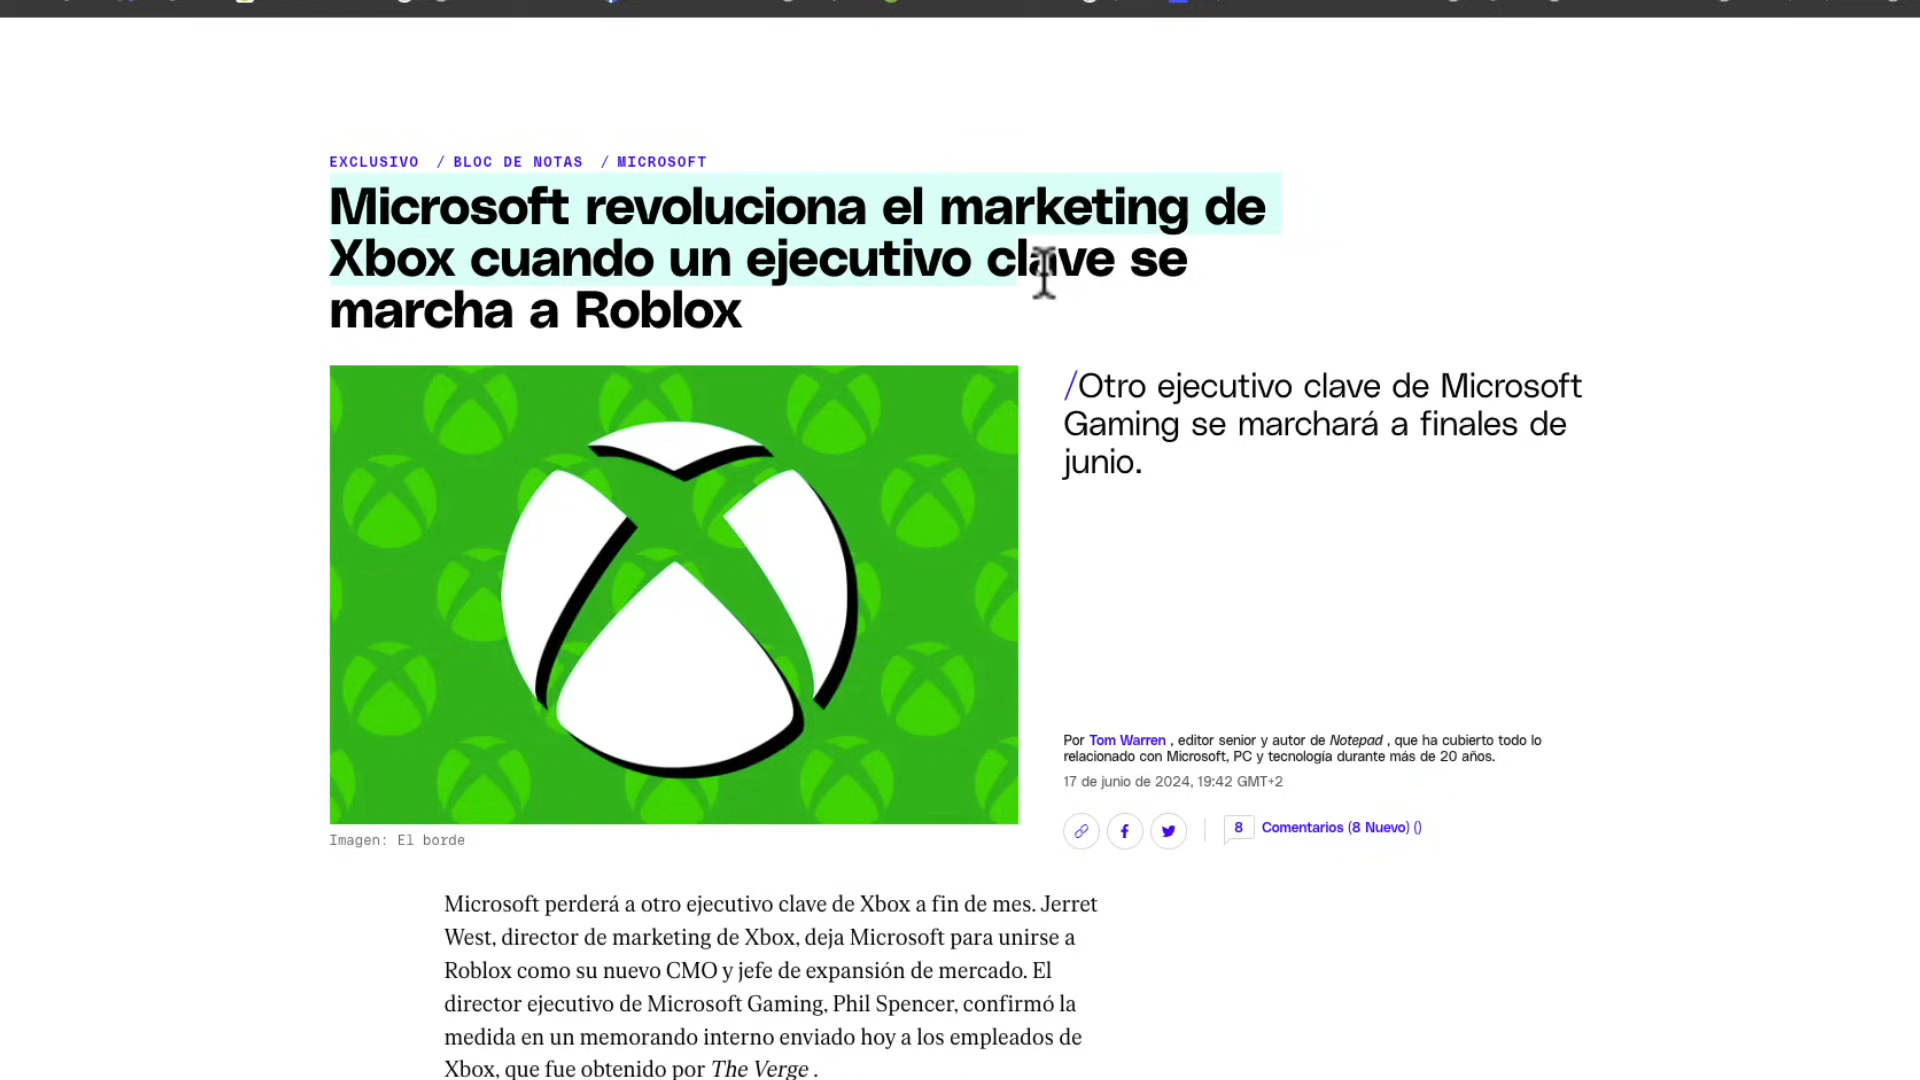 EXCLUSIVO / BLOC DE NOTAS / MICROSOFT
Microsoft revoluciona el marketing de
Xbox cuando un ejecutivo clave se
marcha a Roblox
/Otro ejecutivo clave de Microsoft
Gaming se marchará a finales de
junio.
Por Tom Warren , editor senior y autor de Notepad , que ha cubierto todo lo
relacionado con Microsoft, PC y tecnología durante más de 20 años.
17 de junio de 2024, 19:42 GMT+2
8 Comentarios (8 Nuevo) ()
Imagen: El borde
Microsoft perderá a otro ejecutivo clave de Xbox a fin de mes. Jerret
West, director de marketing de Xbox, deja Microsoft para unirse a
Roblox como su nuevo CMO y jefe de expansión de mercado. El
director ejecutivo de Microsoft Gaming, Phil Spencer, confirmó la
medida en un memorando interno enviado hoy a los empleados de
Xbox, que fue obtenido por The Verge .